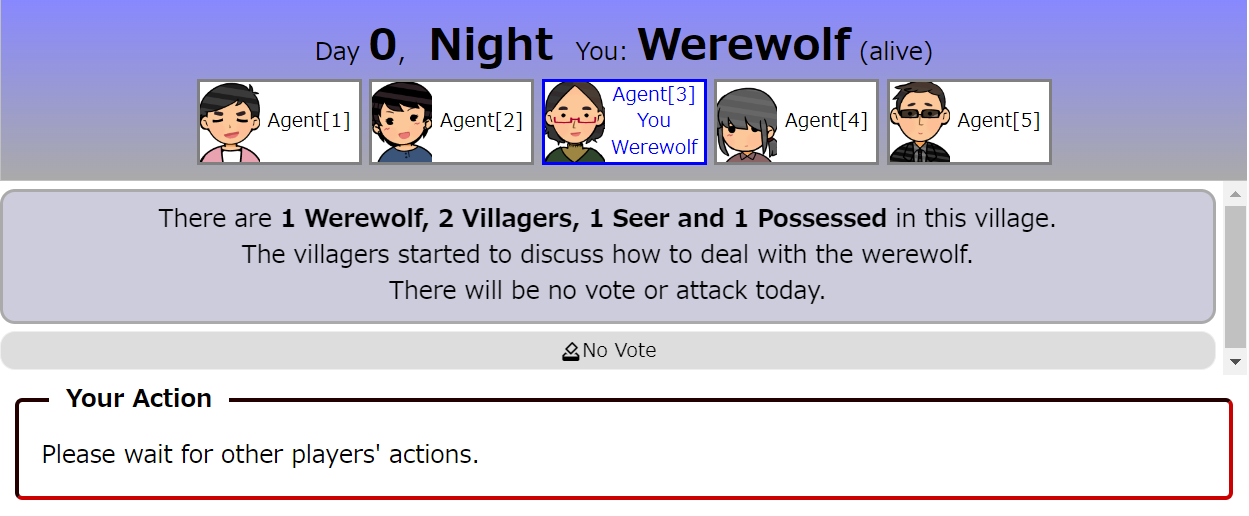 Day 0, Night You: Werewolf (alive)
Agent[1]
Agent[2]
Agent[3]
You
Werewolf
Agent[4]
Agent[5]
There are 1 Werewolf, 2 Villagers, 1 Seer and 1 Possessed in this village.
The villagers started to discuss how to deal with the werewolf.
There will be no vote or attack today.
No Vote
Your Action
Please wait for other players' actions.